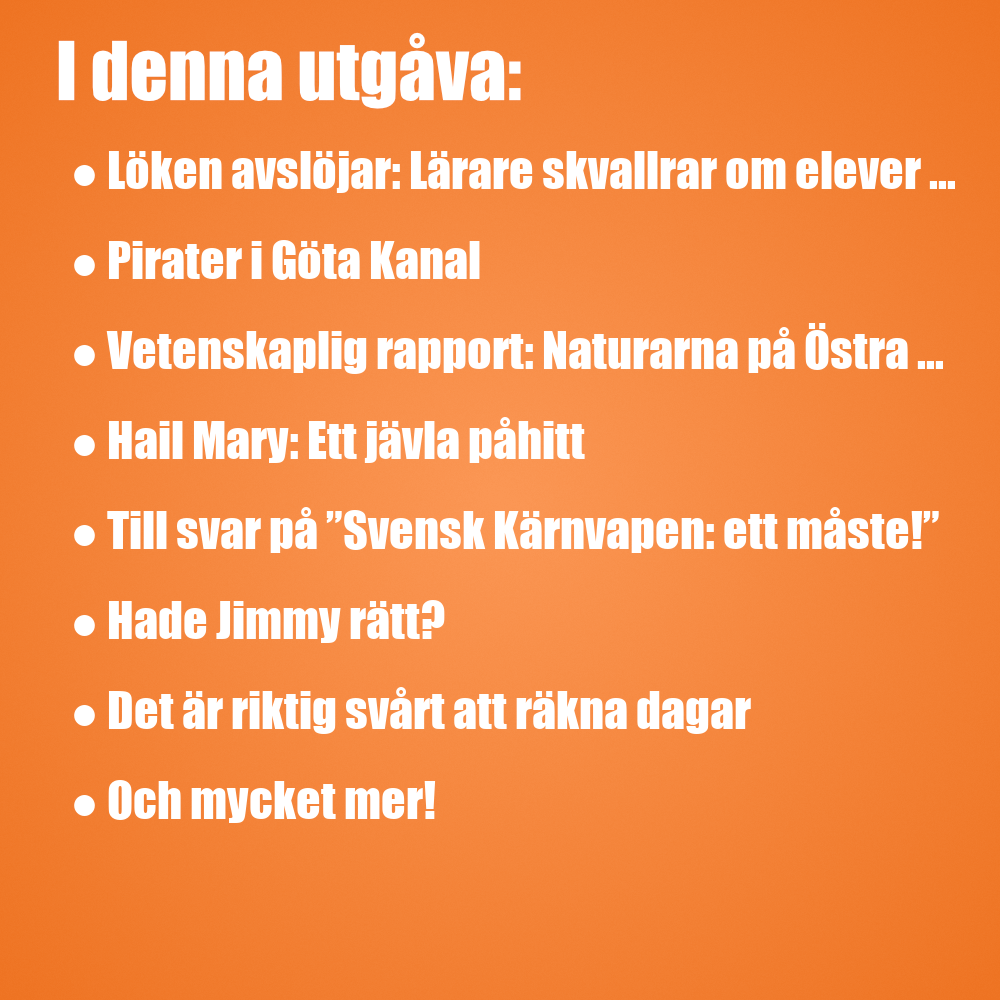 I denna utgåva:
• Löken avslöjar: Lärare skvallrar om elever ...
• Pirater i Göta Kanal
• Vetenskaplig rapport: Naturarna på Östra ...
• Hail Mary: Ett jävla påhitt
• Till svar på ”Svensk Kärnvapen: ett måste!”
• Hade Jimmy rätt?
• Det är riktig svårt att räkna dagar
• Och mycket mer!